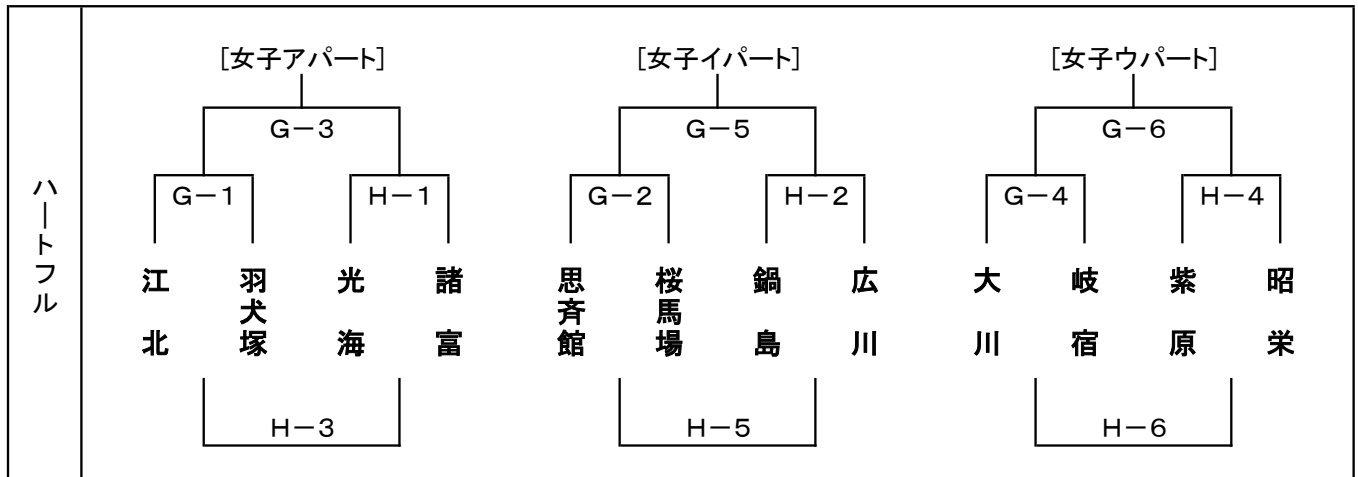 ハートフル
[女子アパート]
[女子イパート]
[女子ウパート]
G－3
G－5
G－6
G－1
H－1
G－2
H－2
G－4
H－4
江北
羽犬塚
光海
諸富
思斉館
桜馬場
鍋島
広川
大川
岐宿
紫原
昭栄
H－3
H－5
H－6